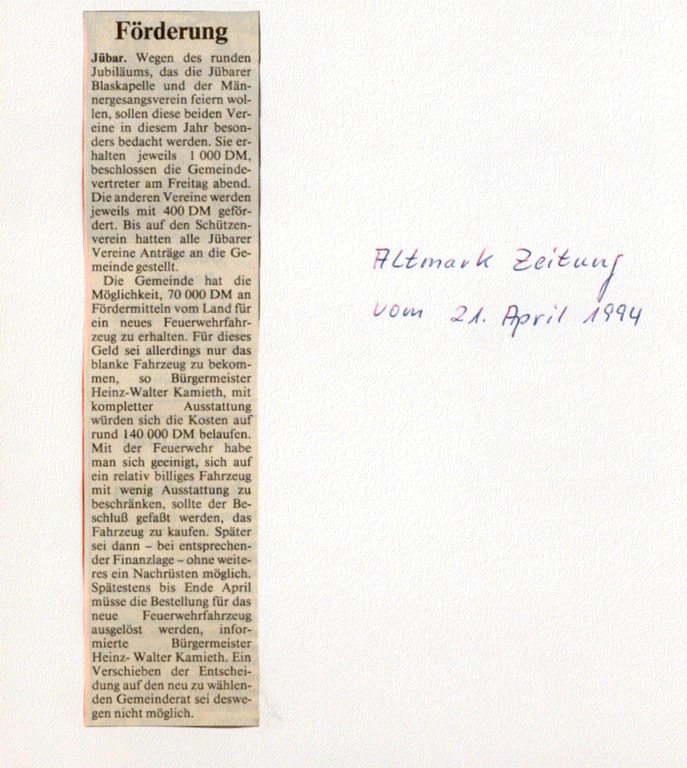 Förderung
Jübar. Wegen des runden
Jubiläums, das die Jübarer
Blaskapelle und der Män-
nergesangsverein feiern wol-
len, sollen diese beiden Ver-
eine in diesem Jahr beson-
ders bedacht werden. Sie er-
halten jeweils 1 000 DM,
beschlossen die Gemeinde-
vertreter am Freitag abend.
Die anderen Vereine werden
jeweils mit 400 DM geför-
dert. Bis auf den Schützen-
verein hatten alle Jübarer
Vereine Anträge an die Ge-
meinde gestellt.
Die Gemeinde hat die
Möglichkeit, 70 000 DM an
Fördermitteln vom Land für
ein neues Feuerwehrfahr-
zeug zu erhalten. Für dieses
Geld sei allerdings nur das
blanke Fahrzeug zu bekom-
men, so Bürgermeister
Heinz-Walter Kamieth, mit
kompletter Ausstattung
würden sich die Kosten auf
rund 140 000 DM belaufen.
Mit der Feuerwehr habe
man sich geeinigt, sich auf
ein relativ billiges Fahrzeug
mit wenig Ausstattung zu
beschränken, sollte der Be-
schluß gefaßt werden, das
Fahrzeug zu kaufen. Später
sei dann – bei entsprechen-
der Finanzlage – ohne weite-
res ein Nachrüsten möglich.
Spätestens bis Ende April
müsse die Bestellung für das
neue Feuerwehrfahrzeug
ausgelöst werden, infor-
mierte Bürgermeister
Heinz- Walter Kamieth. Ein
Verschieben der Entschei-
dung auf den neu zu wählen-
den Gemeinderat sei deswe-
gen nicht möglich.
Altmark Zeitung
vom 21. April 1994